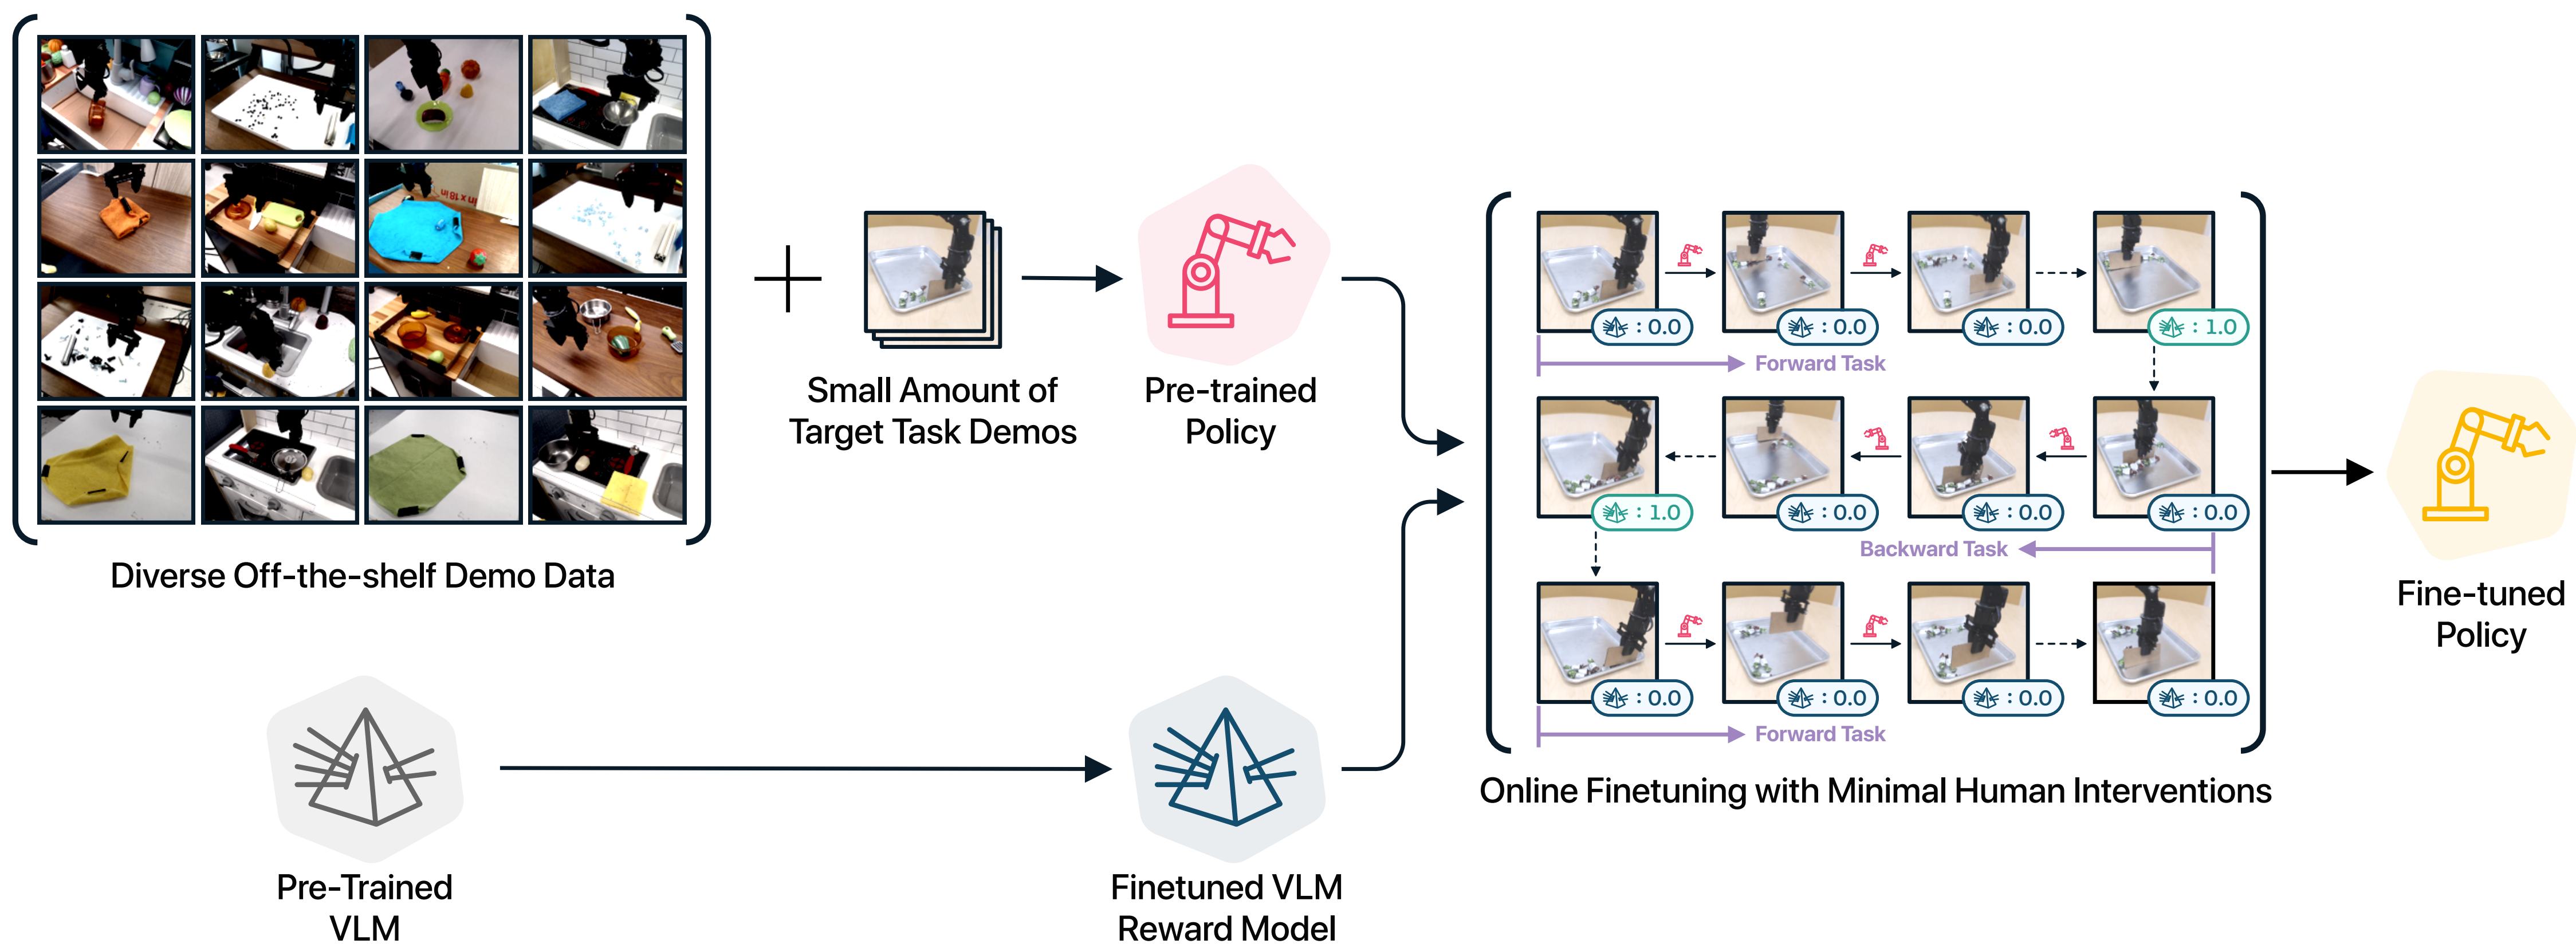 Diverse Off-the-shelf Demo Data
Small Amount of
Target Task Demos
Pre-trained
Policy
Pre-Trained
VLM
Finetuned VLM
Reward Model
: 0.0
: 0.0
: 0.0
: 1.0
Forward Task
: 1.0
: 0.0
: 0.0
: 0.0
Backward Task
: 0.0
: 0.0
: 0.0
: 0.0
Forward Task
Online Finetuning with Minimal Human Interventions
Fine-tuned
Policy